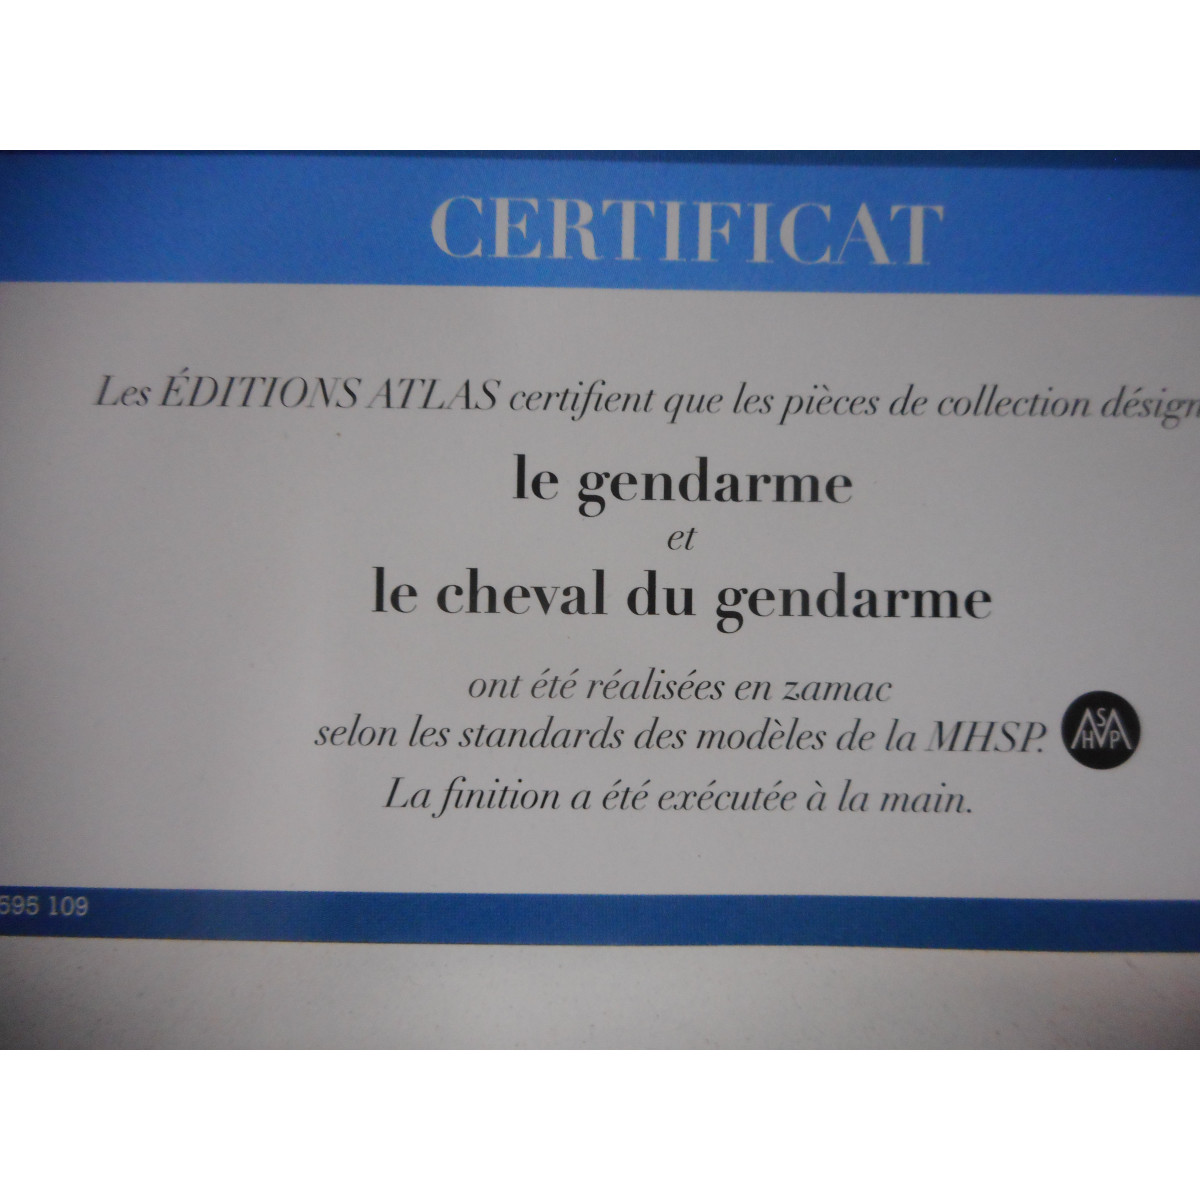 CERTIFICAT
Les ÉDITIONS ATLAS certifient que les pièces de collection désign
le gendarme
et
le cheval du gendarme
ont été réalisées en zamac
selon les standards des modèles de la MHSP.
La finition a été exécutée à la main.
595 109